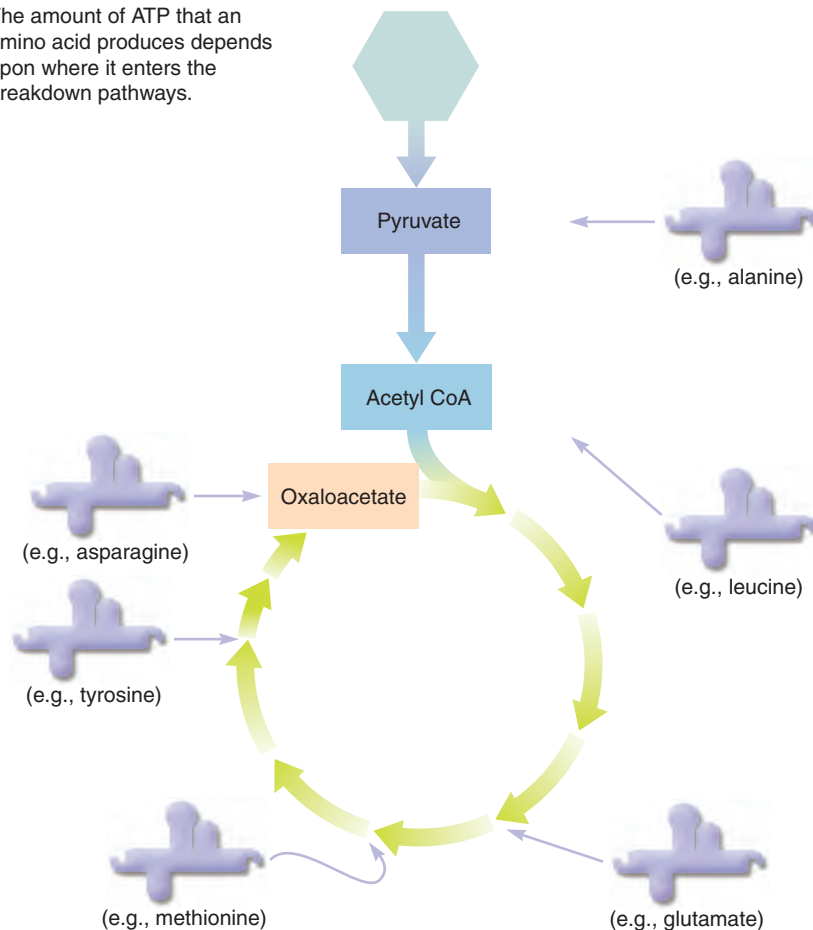 he amount of ATP that an
mino acid produces depends
pon where it enters the
reakdown pathways.
Pyruvate
(e.g., alanine)
Acetyl CoA
Oxaloacetate
(e.g., asparagine)
(e.g., leucine)
(e.g., tyrosine)
(e.g., methionine)
(e.g., glutamate)